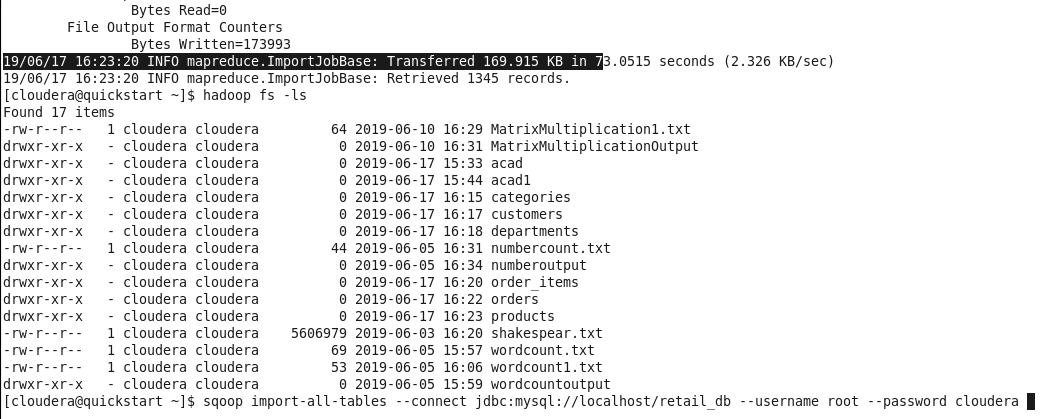 Bytes Read=0
File Output Format Counters
Bytes Written=173993
19/06/17 16:23:20 INFO mapreduce.ImportJobBase: Transferred 169.915 KB in 73.0515 seconds (2.326 KB/sec)
19/06/17 16:23:20 INFO mapreduce.ImportJobBase: Retrieved 1345 records.
[cloudera@quickstart ~]$ hadoop fs -ls
Found 17 items
-rw-r--r--   1 cloudera cloudera         64 2019-06-10 16:29 MatrixMultiplication1.txt
drwxr-xr-x   - cloudera cloudera          0 2019-06-10 16:31 MatrixMultiplicationOutput
drwxr-xr-x   - cloudera cloudera          0 2019-06-17 15:33 acad
drwxr-xr-x   - cloudera cloudera          0 2019-06-17 15:44 acad1
drwxr-xr-x   - cloudera cloudera          0 2019-06-17 16:15 categories
drwxr-xr-x   - cloudera cloudera          0 2019-06-17 16:17 customers
drwxr-xr-x   - cloudera cloudera          0 2019-06-17 16:18 departments
-rw-r--r--   1 cloudera cloudera         44 2019-06-05 16:31 numbercount.txt
drwxr-xr-x   - cloudera cloudera          0 2019-06-05 16:34 numberoutput
drwxr-xr-x   - cloudera cloudera          0 2019-06-17 16:20 order_items
drwxr-xr-x   - cloudera cloudera          0 2019-06-17 16:22 orders
drwxr-xr-x   - cloudera cloudera          0 2019-06-17 16:23 products
-rw-r--r--   1 cloudera cloudera    5606979 2019-06-03 16:20 shakespear.txt
-rw-r--r--   1 cloudera cloudera         69 2019-06-05 15:57 wordcount.txt
-rw-r--r--   1 cloudera cloudera         53 2019-06-05 16:06 wordcount1.txt
drwxr-xr-x   - cloudera cloudera          0 2019-06-05 15:59 wordcountoutput
[cloudera@quickstart ~]$ sqoop import-all-tables --connect jdbc:mysql://localhost/retail_db --username root --password cloudera